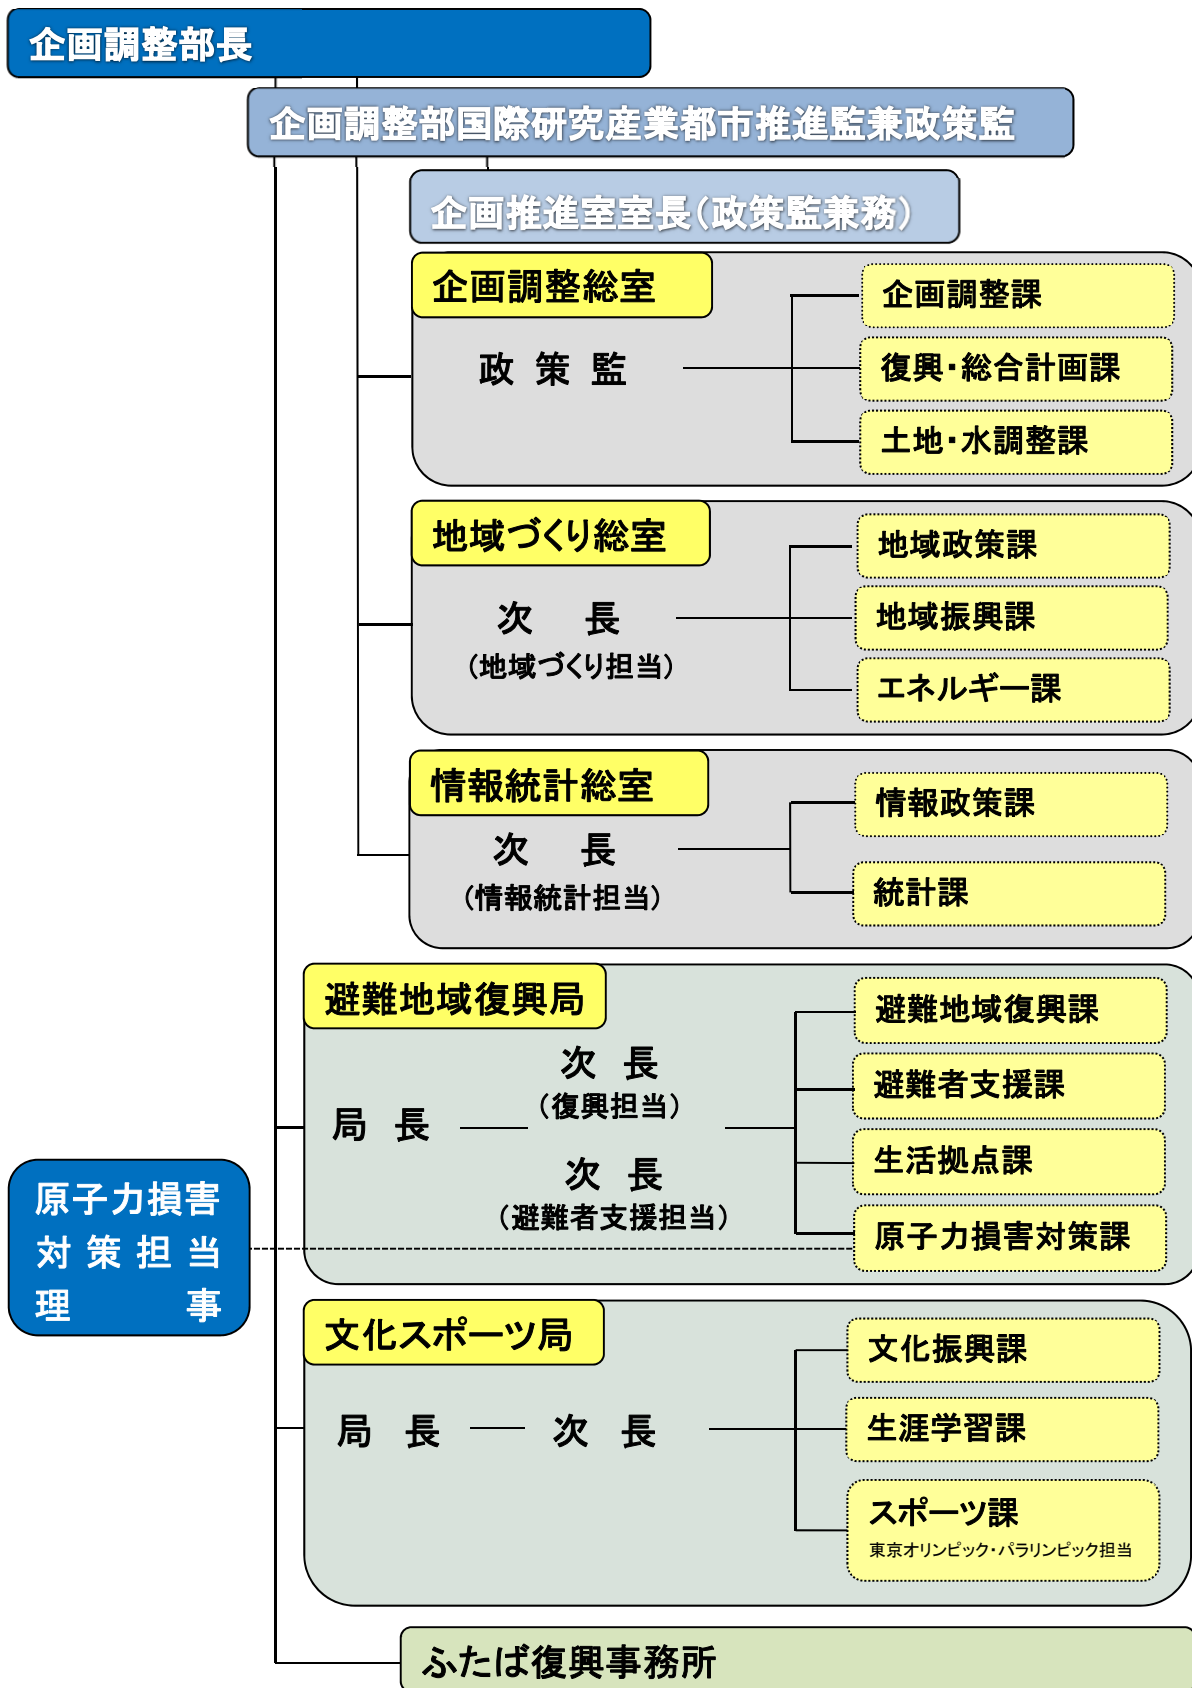 企画調整部長
企画調整部国際研究産業都市推進監兼政策監
企画推進室室長（政策監兼務）
企画調整総室
政策監
企画調整課
復興・総合計画課
土地・水調整課
地域づくり総室
次長
（地域づくり担当）
地域政策課
地域振興課
エネルギー課
情報統計総室
次長
（情報統計担当）
情報政策課
統計課
避難地域復興局
局長
次長
（復興担当）
次長
（避難者支援担当）
避難地域復興課
避難者支援課
生活拠点課
原子力損害対策課
原子力損害
対策担当
理事
文化スポーツ局
局長
次長
文化振興課
生涯学習課
スポーツ課
東京オリンピック・パラリンピック担当
ふたば復興事務所